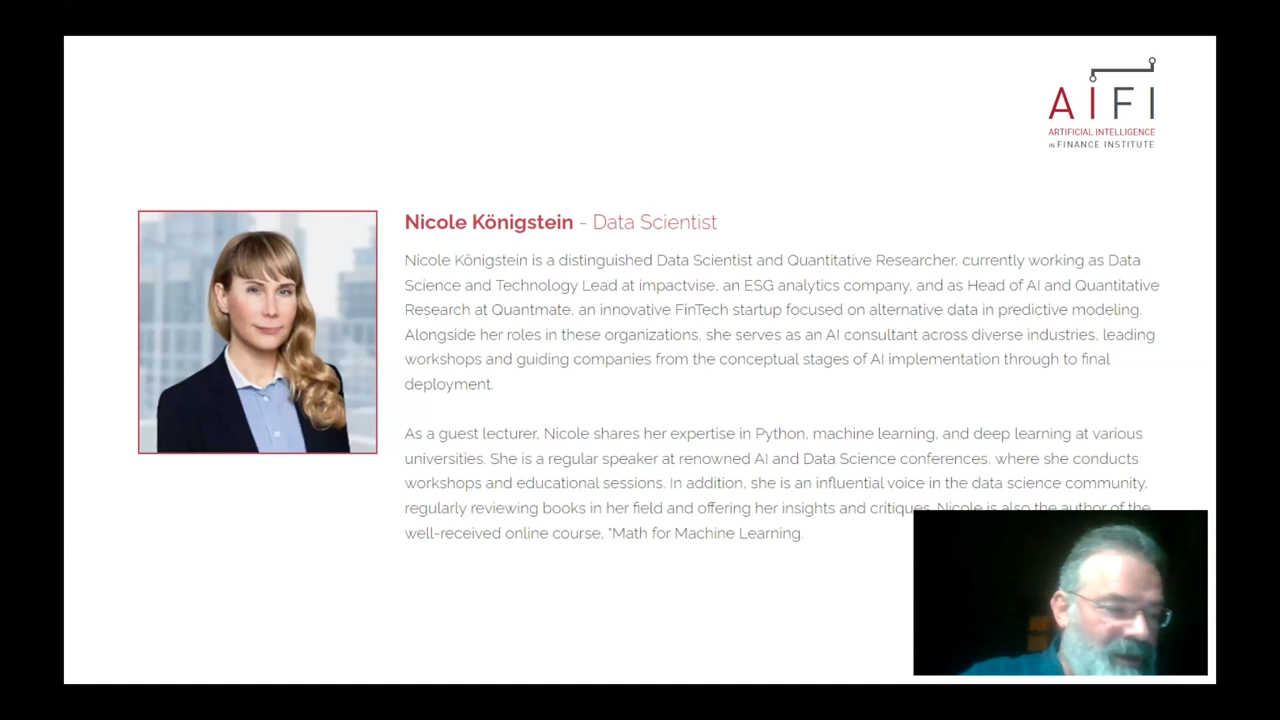 AIFI
ARTIFICIAL INTELLIGENCE
IN FINANCE INSTITUTE
Nicole Königstein - Data Scientist
Nicole Königstein is a distinguished Data Scientist and Quantitative Researcher, currently working as Data
Science and Technology Lead at impactvise, an ESG analytics company, and as Head of AI and Quantitative
Research at Quantmate, an innovative FinTech startup focused on alternative data in predictive modeling.
Alongside her roles in these organizations, she serves as an AI consultant across diverse industries, leading
workshops and guiding companies from the conceptual stages of AI implementation through to final
deployment.
As a guest lecturer, Nicole shares her expertise in Python, machine learning, and deep learning at various
universities. She is a regular speaker at renowned AI and Data Science conferences, where she conducts
workshops and educational sessions. In addition, she is an influential voice in the data science community,
regularly reviewing books in her field and offering her insights and critiques. Nicole is also the author of the
well-received online course, "Math for Machine Learning.